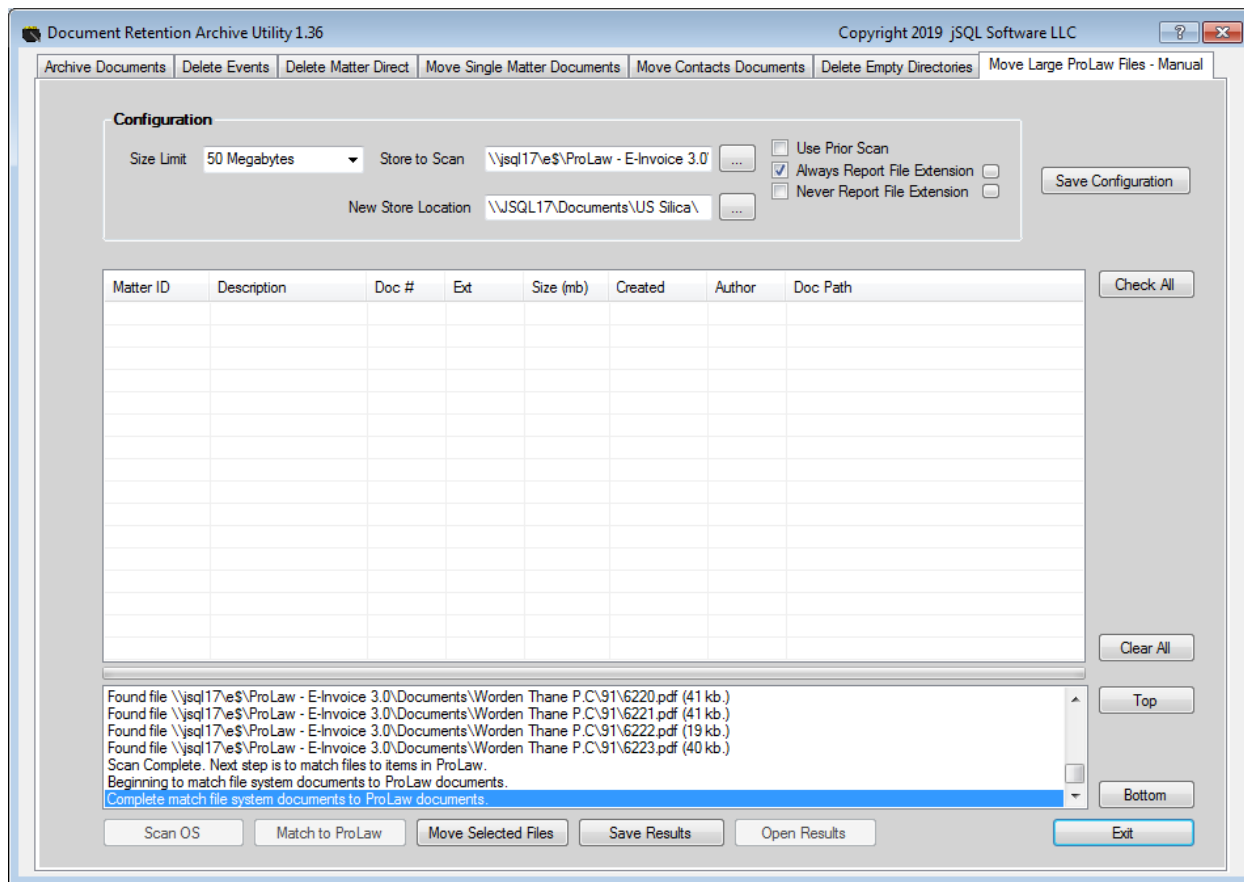 Document Retention Archive Utility 1.36 Copyright 2019 jSQL Software LLC ?
Archive Documents Delete Events Delete Matter Direct Move Single Matter Documents Move Contacts Documents Delete Empty Directories Move Large ProLaw Files - Manual
Configuration
Size Limit 50 Megabytes Store to Scan \\jsql17\e$\ProLaw - E-Invoice 3.0\ ... Use Prior Scan
Always Report File Extension
Never Report File Extension
Save Configuration
New Store Location \\JSQL17\Documents\US Silica\ ...
Matter ID Description Doc # Ext Size (mb) Created Author Doc Path
Check All
Clear All
Found file \\jsql17\e$\ProLaw - E-Invoice 3.0\Documents\Worden Thane P.C\91\6220.pdf (41 kb.)
Found file \\jsql17\e$\ProLaw - E-Invoice 3.0\Documents\Worden Thane P.C\91\6221.pdf (41 kb.)
Found file \\jsql17\e$\ProLaw - E-Invoice 3.0\Documents\Worden Thane P.C\91\6222.pdf (19 kb.)
Found file \\jsql17\e$\ProLaw - E-Invoice 3.0\Documents\Worden Thane P.C\91\6223.pdf (40 kb.)
Scan Complete. Next step is to match files to items in ProLaw.
Beginning to match file system documents to ProLaw documents.
Complete match file system documents to ProLaw documents.
Top
Bottom
Scan OS Match to ProLaw Move Selected Files Save Results Open Results Exit